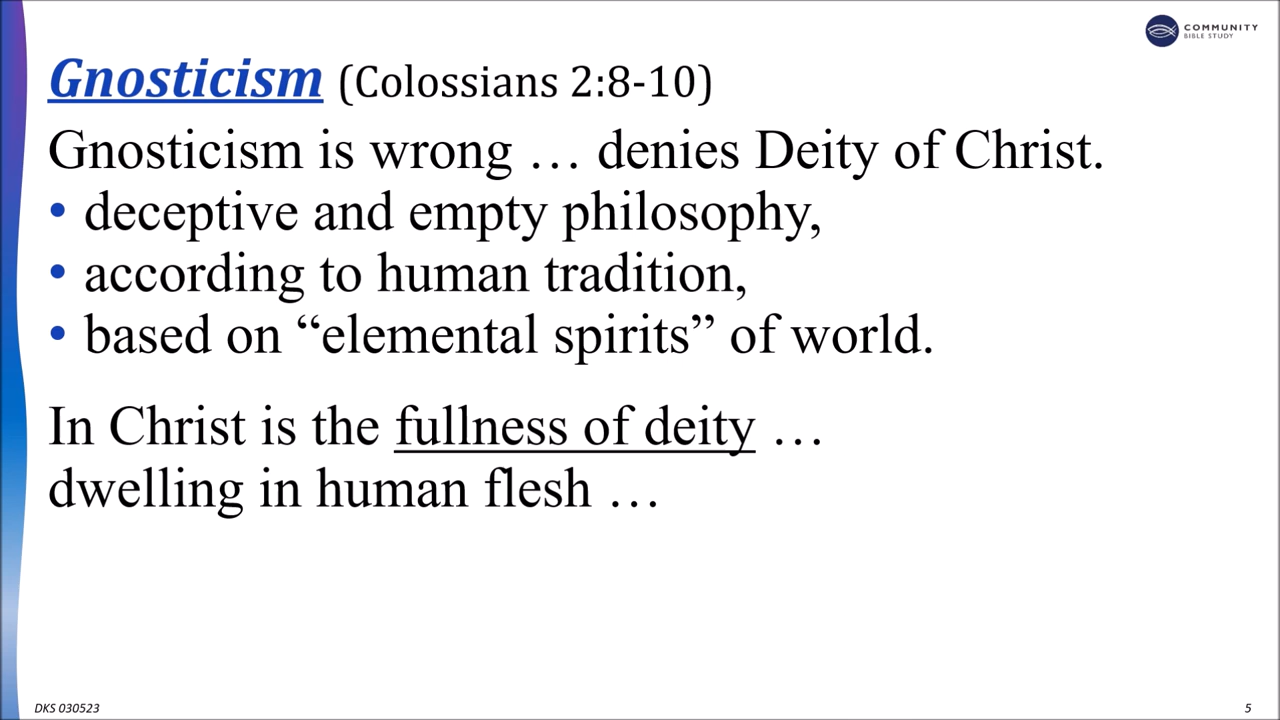 COMMUNITY
BIBLE STUDY
Gnosticism (Colossians 2:8-10)
Gnosticism is wrong … denies Deity of Christ.
• deceptive and empty philosophy,
• according to human tradition,
• based on “elemental spirits” of world.
In Christ is the fullness of deity …
dwelling in human flesh …
DKS 030523
5